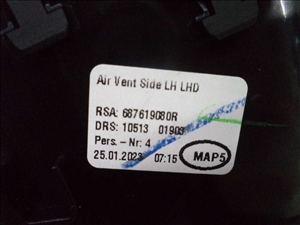 Air Vent Side LH LHD
RSA: 687619080R
DRS: 10513 01903
Pers. - Nr: 4
25.01.2023 07:15 MAP5